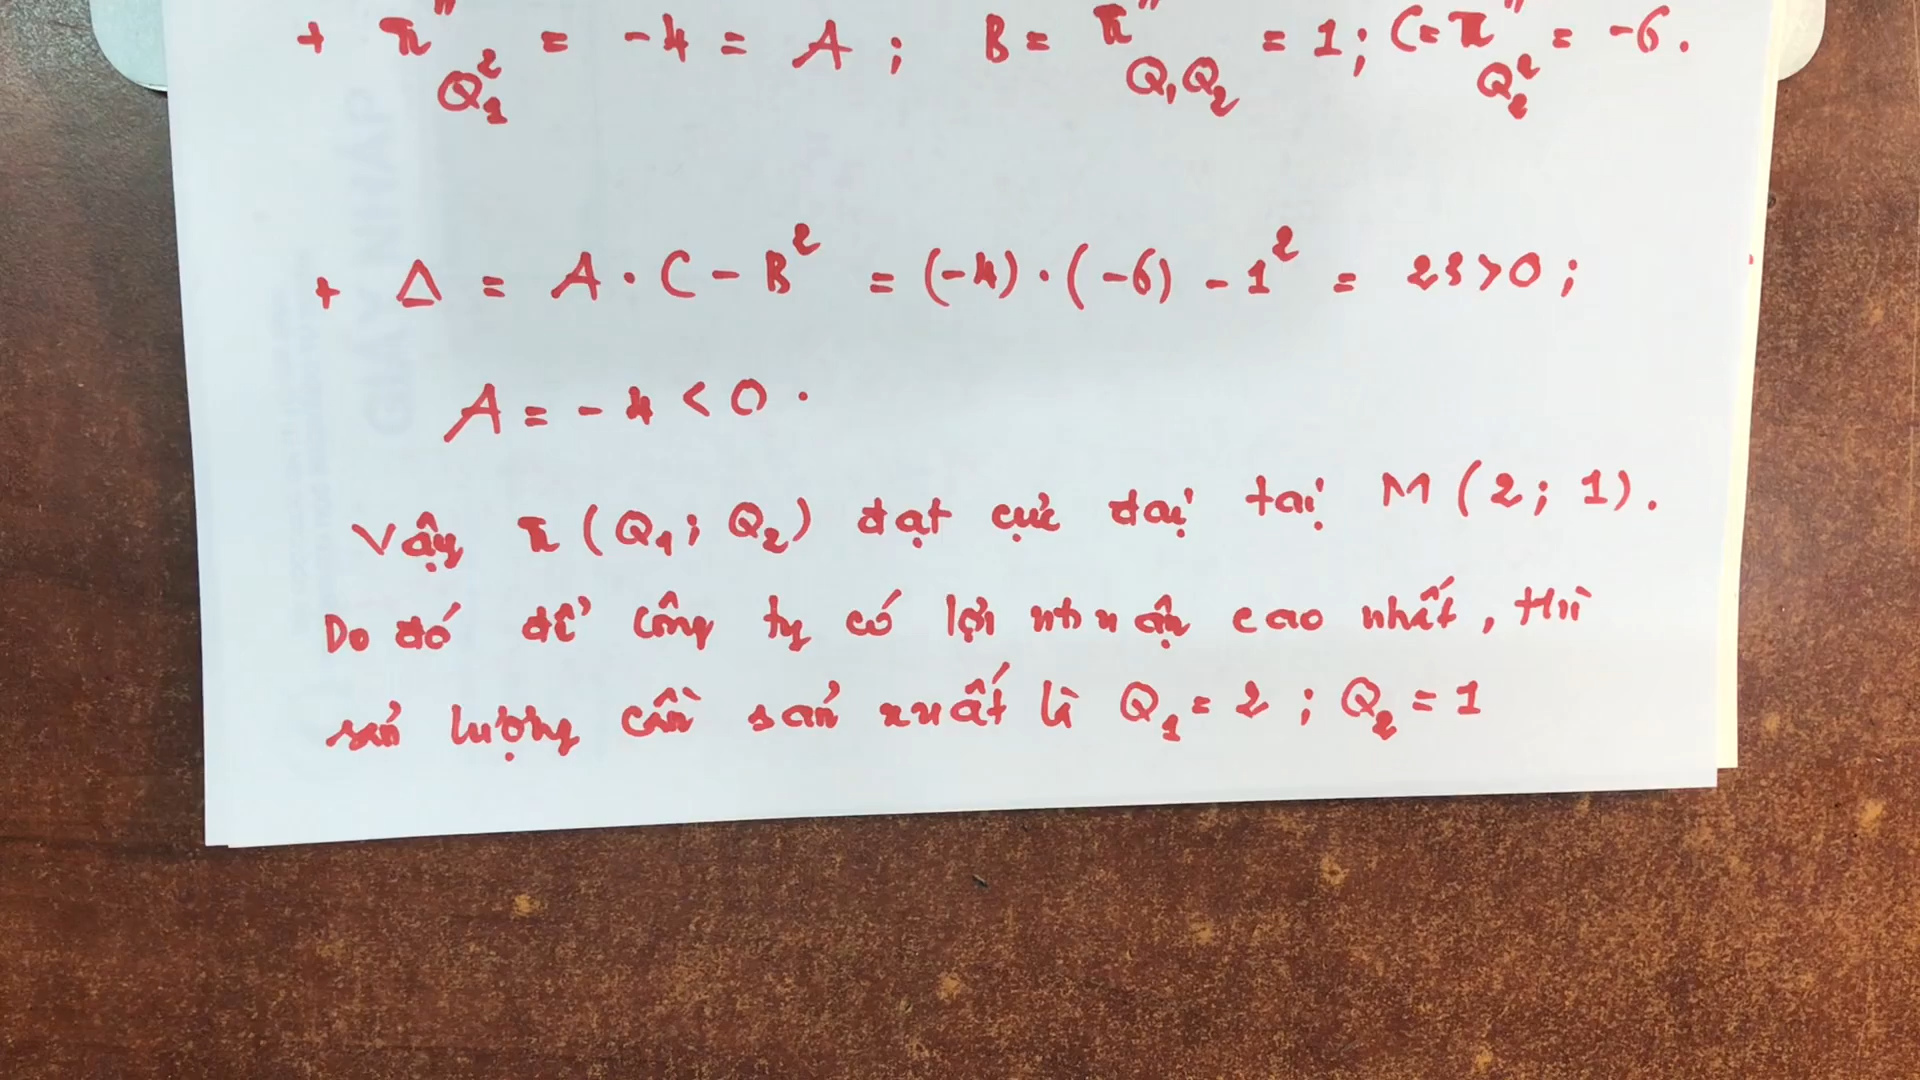 + π''_{Q₁²} = -4 = A ; B = π''_{Q₁Q₂} = 1 ; C = π''_{Q₂²} = -6 .
+ Δ = A . C - B² = (-4) . (-6) - 1² = 23 > 0 ;
A = - 4 < 0 .
Vậy π ( Q₁ ; Q₂ ) đạt cực đại tại M ( 2 ; 1 ) .
Do đó để công ty có lợi nhuận cao nhất , thì
sản lượng cần sản xuất là Q₁ = 2 ; Q₂ = 1